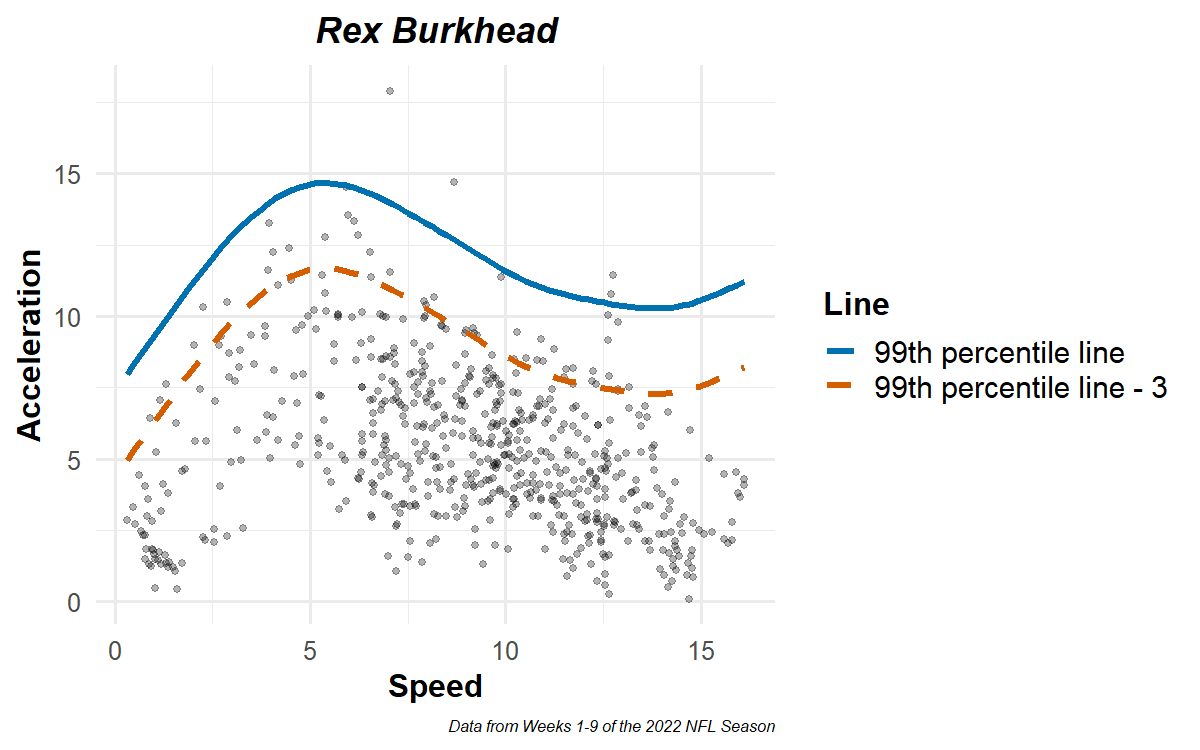 Rex Burkhead
15
10
5
0
Acceleration
0 5 10 15
Speed
Line
99th percentile line
99th percentile line - 3
Data from Weeks 1-9 of the 2022 NFL Season